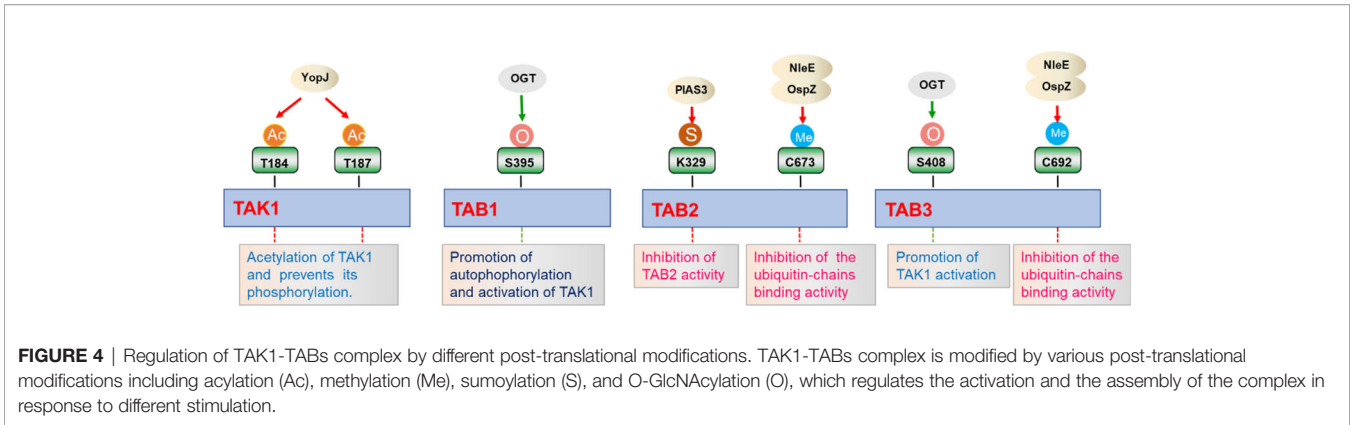 YopJ
OGT
PIAS3
NleE
OspZ
OGT
NleE
OspZ
Ac
Ac
O
S
Me
O
Me
T184
T187
S395
K329
C673
S408
C692
TAK1
TAB1
TAB2
TAB3
Acetylation of TAK1
and prevents its
phosphorylation.
Promotion of
autophophorylation
and activation of TAK1
Inhibition of
TAB2 activity
Inhibition of the
ubiquitin-chains
binding activity
Promotion of
TAK1 activation
Inhibition of the
ubiquitin-chains
binding activity
FIGURE 4 | Regulation of TAK1-TABs complex by different post-translational modifications. TAK1-TABs complex is modified by various post-translational
modifications including acylation (Ac), methylation (Me), sumoylation (S), and O-GlcNAcylation (O), which regulates the activation and the assembly of the complex in
response to different stimulation.